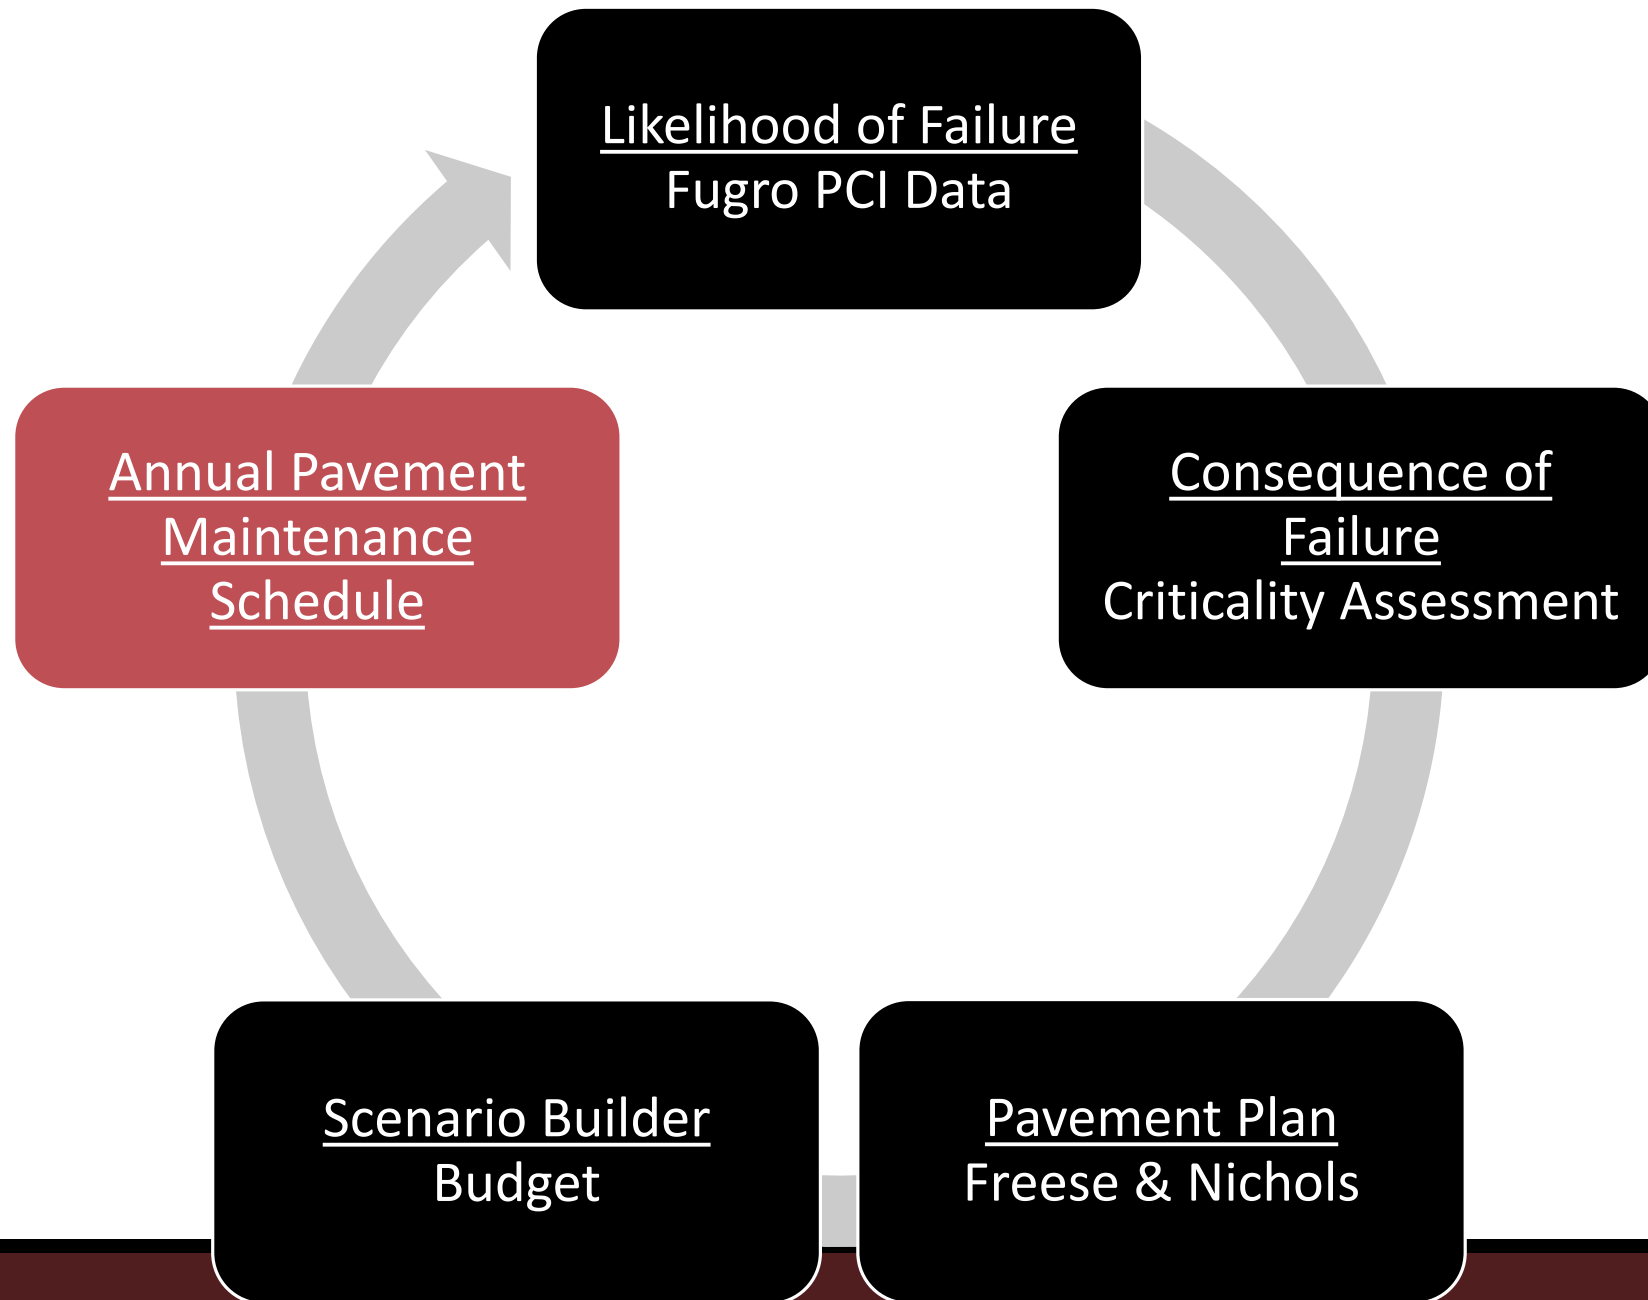 Likelihood of Failure
Fugro PCI Data
Consequence of
Failure
Criticality Assessment
Pavement Plan
Freese & Nichols
Scenario Builder
Budget
Annual Pavement
Maintenance
Schedule